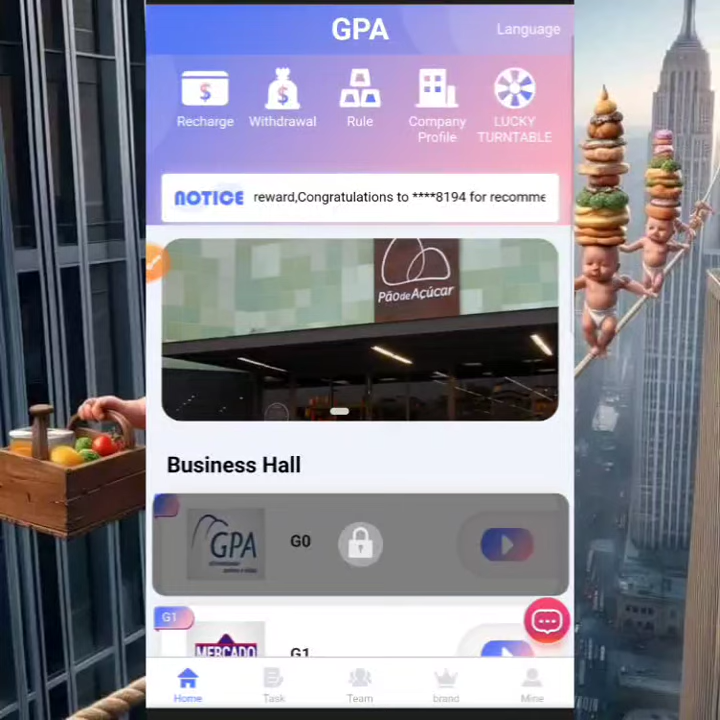 GPA
Language
Recharge
Withdrawal
Rule
Company
Profile
LUCKY
TURNTABLE
NOTICE
reward,Congratulations to ****8194 for recomme
PãodeAçúcar
Business Hall
GPA
G0
G1
MERCADO
G1
Home
Task
Team
brand
Mine